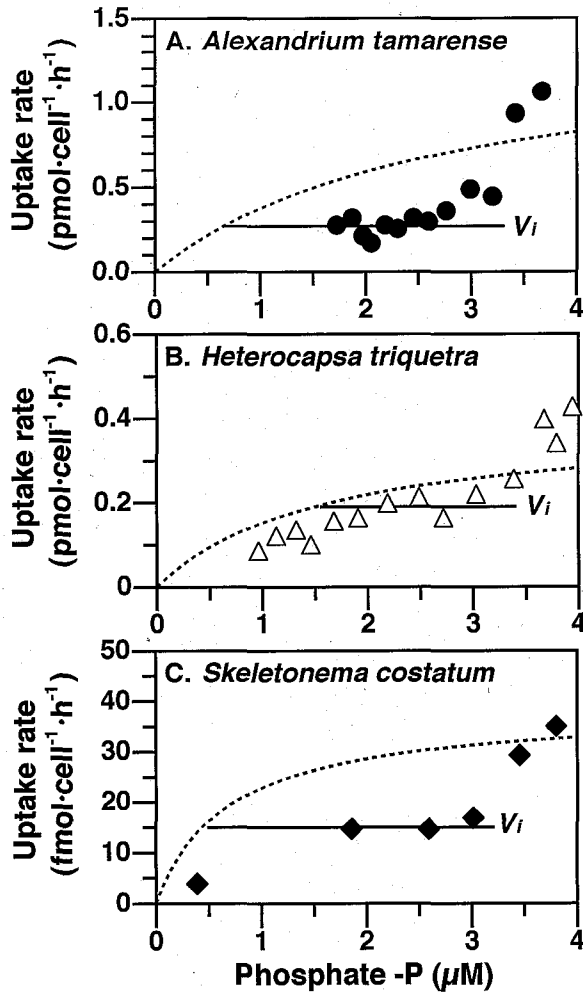 A. Alexandrium tamarense
Uptake rate
(pmol·cell⁻¹·h⁻¹)
1.5
1.0
0.5
0.0
Vi
0 1 2 3 4
B. Heterocapsa triquetra
Uptake rate
(pmol·cell⁻¹·h⁻¹)
0.6
0.4
0.2
0
Vi
0 1 2 3 4
C. Skeletonema costatum
Uptake rate
(fmol·cell⁻¹·h⁻¹)
50
40
30
20
10
0
Vi
0 1 2 3 4
Phosphate -P (μM)